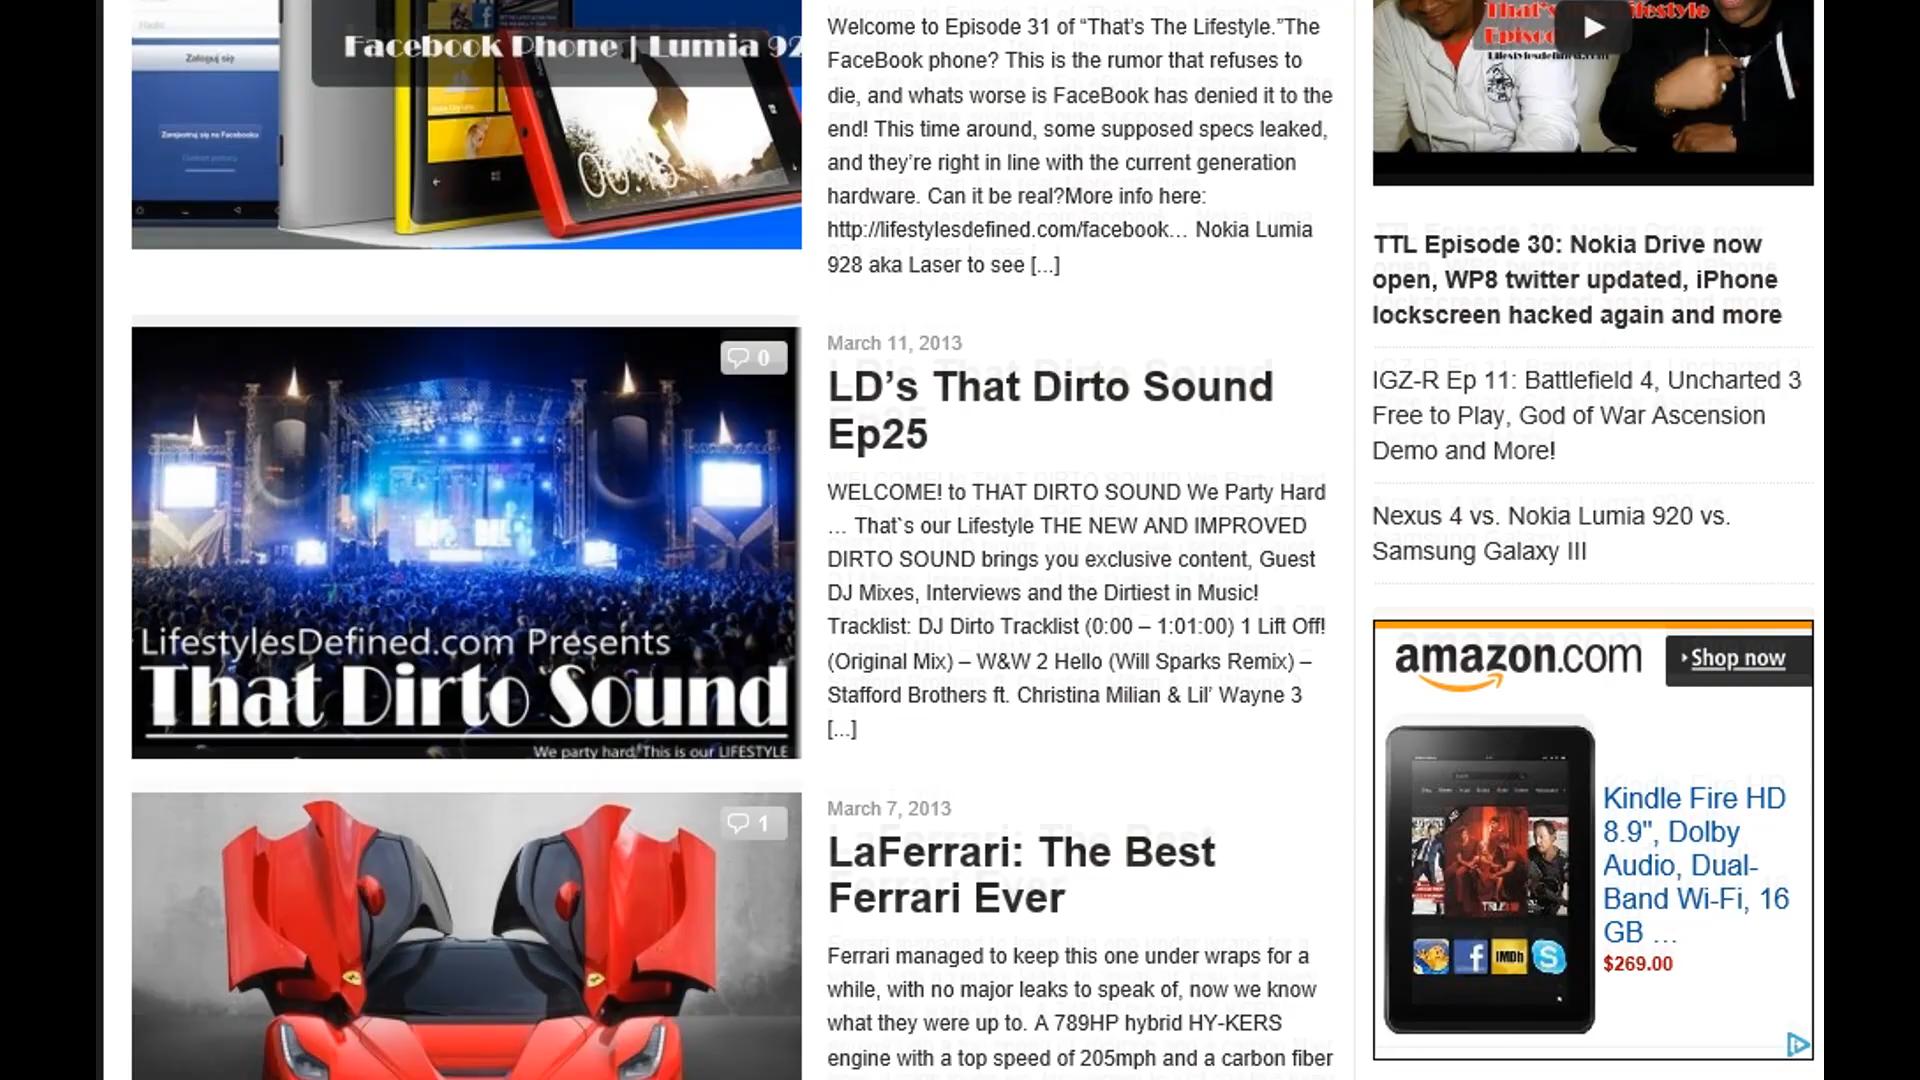 Zaloguj się
Zarejestruj się na Facebooku
Facebook Phone | Lumia 92
Welcome to Episode 31 of “That’s The Lifestyle.”The
FaceBook phone? This is the rumor that refuses to
die, and whats worse is FaceBook has denied it to the
end! This time around, some supposed specs leaked,
and they’re right in line with the current generation
hardware. Can it be real?More info here:
http://lifestylesdefined.com/facebook… Nokia Lumia
928 aka Laser to see [...]
0
LifestylesDefined.com Presents
That Dirto Sound
We party hard. This is our LIFESTYLE
March 11, 2013
LD’s That Dirto Sound
Ep25
WELCOME! to THAT DIRTO SOUND We Party Hard
… That`s our Lifestyle THE NEW AND IMPROVED
DIRTO SOUND brings you exclusive content, Guest
DJ Mixes, Interviews and the Dirtiest in Music!
Tracklist: DJ Dirto Tracklist (0:00 – 1:01:00) 1 Lift Off!
(Original Mix) – W&W 2 Hello (Will Sparks Remix) –
Stafford Brothers ft. Christina Milian & Lil’ Wayne 3
[...]
1
March 7, 2013
LaFerrari: The Best
Ferrari Ever
Ferrari managed to keep this one under wraps for a
while, with no major leaks to speak of, now we know
what they were up to. A 789HP hybrid HY-KERS
engine with a top speed of 205mph and a carbon fiber
Lifestylesdefined.com
TTL Episode 30: Nokia Drive now
open, WP8 twitter updated, iPhone
lockscreen hacked again and more
IGZ-R Ep 11: Battlefield 4, Uncharted 3
Free to Play, God of War Ascension
Demo and More!
Nexus 4 vs. Nokia Lumia 920 vs.
Samsung Galaxy III
amazon.com
Shop now
IMDb
Kindle Fire HD
8.9", Dolby
Audio, Dual-
Band Wi-Fi, 16
GB ...
$269.00